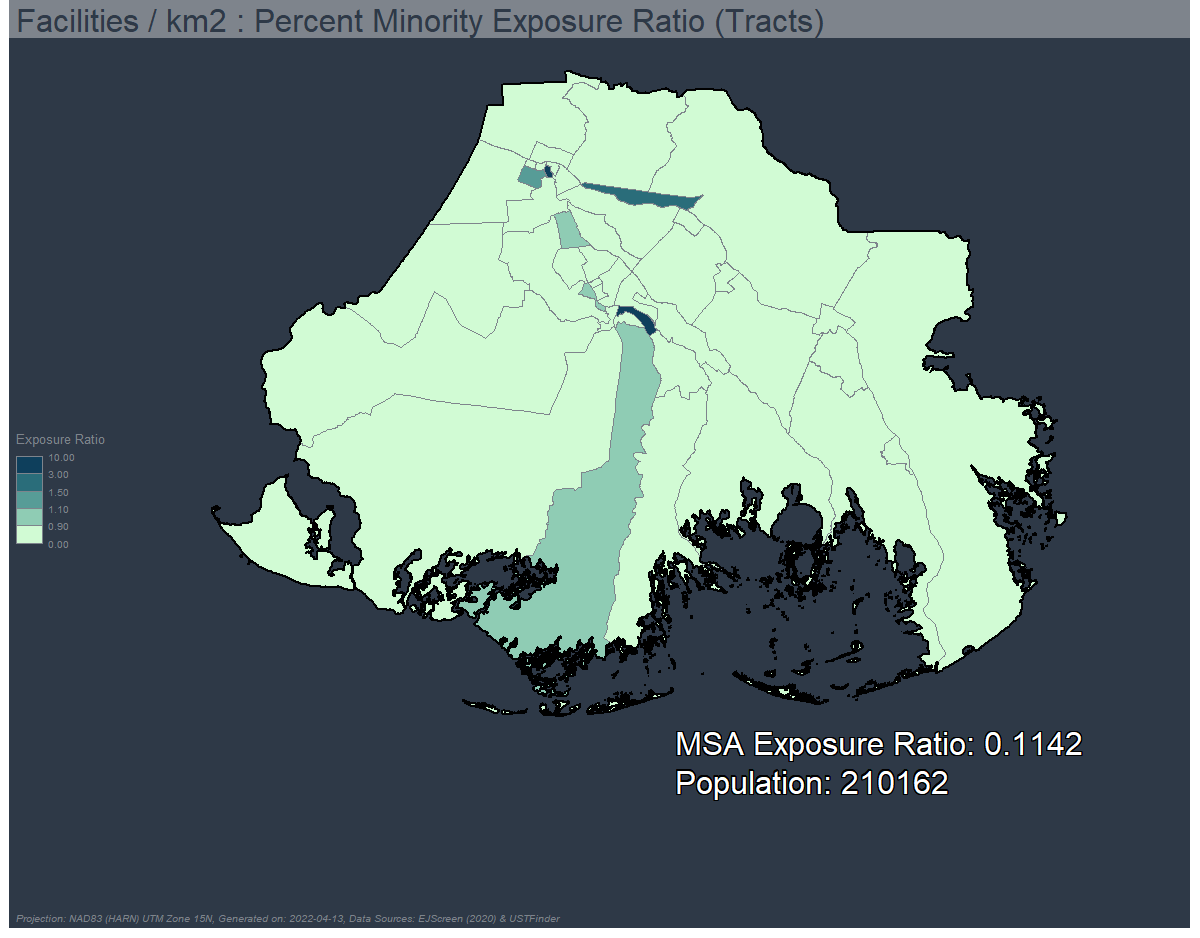 Facilities / km2 : Percent Minority Exposure Ratio (Tracts)
Exposure Ratio
10.00
3.00
1.50
1.10
0.90
0.00
MSA Exposure Ratio: 0.1142
Population: 210162
Projection: NAD83 (HARN) UTM Zone 15N, Generated on: 2022-04-13, Data Sources: EJScreen (2020) & USTFinder